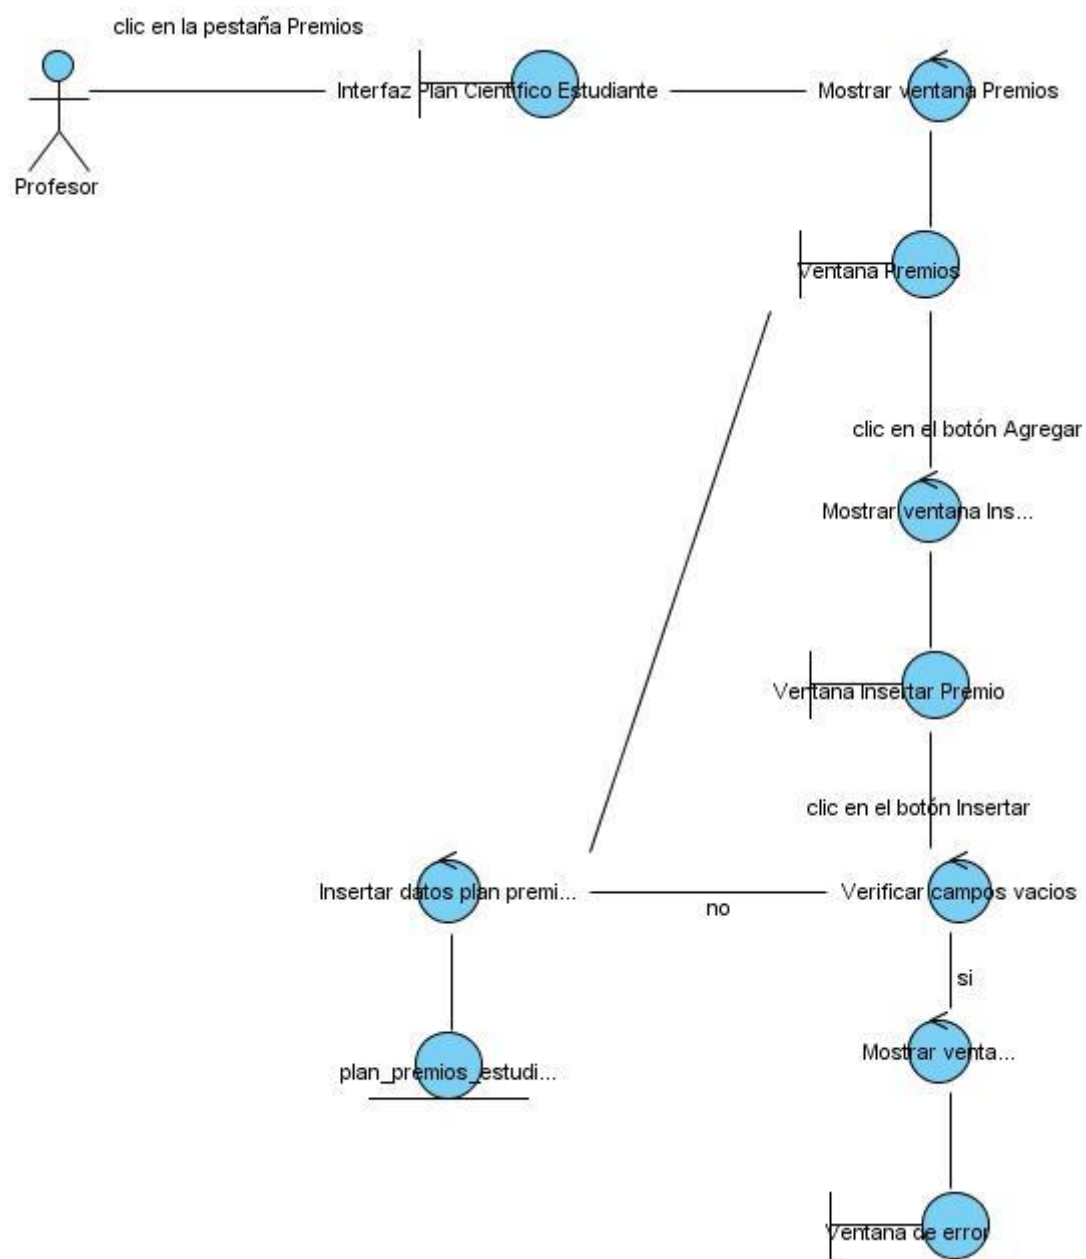 clic en la pestaña Premios
Interfaz Plan Científico Estudiante
Mostrar ventana Premios
Profesor
Ventana Premios
clic en el botón Agregar
Mostrar ventana Ins...
Ventana Insertar Premio
clic en el botón Insertar
Insertar datos plan premi...
no
Verificar campos vacios
si
Mostrar venta...
plan_premios_estudi...
Ventana de error